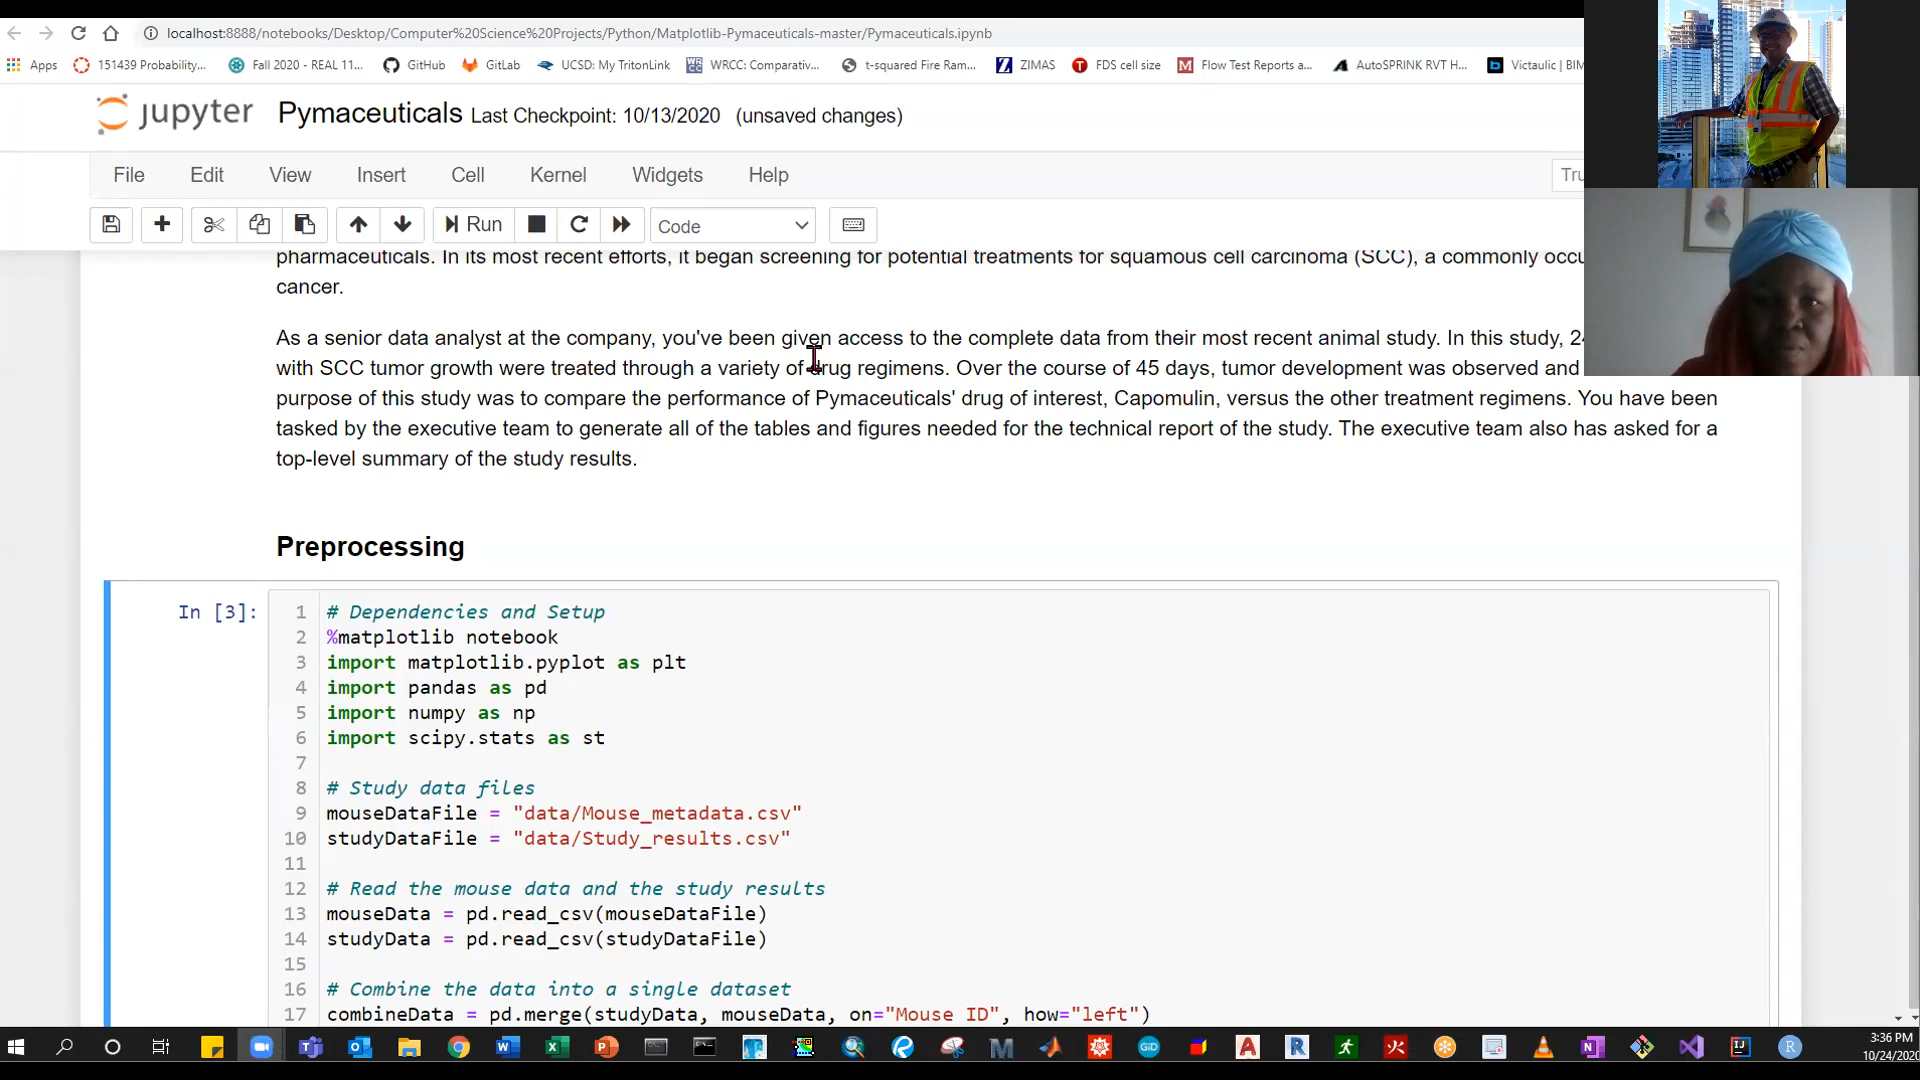 localhost:8888/notebooks/Desktop/Computer%20Science%20Projects/Python/Matplotlib-Pymaceuticals-master/Pymaceuticals.ipynb
Apps 151439 Probability... Fall 2020 - REAL 11... GitHub GitLab UCSD: My TritonLink WRCC: Comparativ... t-squared Fire Ram... ZIMAS FDS cell size Flow Test Reports a... AutoSPRINK RVT H... Victaulic | BIM
jupyter Pymaceuticals Last Checkpoint: 10/13/2020 (unsaved changes)
File Edit View Insert Cell Kernel Widgets Help
Run Code
pharmaceuticals. In its most recent efforts, it began screening for potential treatments for squamous cell carcinoma (SCC), a commonly occu
cancer.
As a senior data analyst at the company, you've been given access to the complete data from their most recent animal study. In this study, 2
with SCC tumor growth were treated through a variety of drug regimens. Over the course of 45 days, tumor development was observed and
purpose of this study was to compare the performance of Pymaceuticals' drug of interest, Capomulin, versus the other treatment regimens. You have been
tasked by the executive team to generate all of the tables and figures needed for the technical report of the study. The executive team also has asked for a
top-level summary of the study results.
Preprocessing
In [3]:
1 # Dependencies and Setup
2 %matplotlib notebook
3 import matplotlib.pyplot as plt
4 import pandas as pd
5 import numpy as np
6 import scipy.stats as st
7
8 # Study data files
9 mouseDataFile = "data/Mouse_metadata.csv"
10 studyDataFile = "data/Study_results.csv"
11
12 # Read the mouse data and the study results
13 mouseData = pd.read_csv(mouseDataFile)
14 studyData = pd.read_csv(studyDataFile)
15
16 # Combine the data into a single dataset
17 combineData = pd.merge(studyData, mouseData, on="Mouse ID", how="left")
3:36 PM
10/24/2020